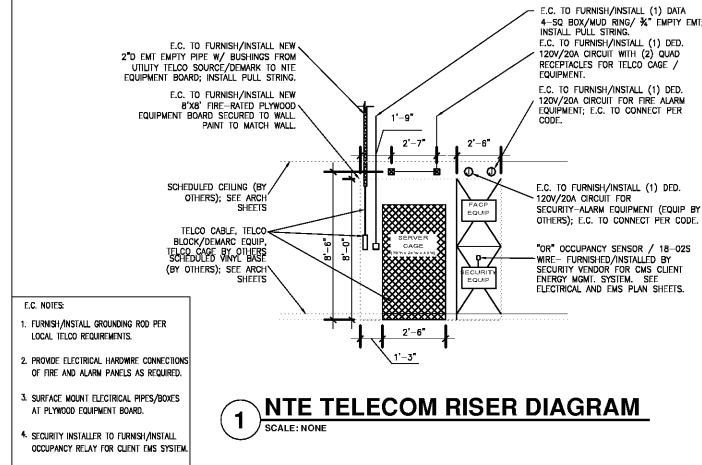 E.C. TO FURNISH/INSTALL NEW
2"D EMT EMPTY PIPE W/ BUSHINGS FROM
UTILITY TELCO SOURCE/DEMARK TO NTE
EQUIPMENT BOARD; INSTALL PULL STRING.
E.C. TO FURNISH/INSTALL NEW
8'X8' FIRE-RATED PLYWOOD
EQUIPMENT BOARD SECURED TO WALL.
PAINT TO MATCH WALL.
SCHEDULED CEILING (BY
OTHERS); SEE ARCH
SHEETS
TELCO CABLE, TELCO
BLOCK/DEMARC EQUIP,
TELCO CAGE BY OTHERS
SCHEDULED VINYL BASE
(BY OTHERS); SEE ARCH
SHEETS
E.C. TO FURNISH/INSTALL (1) DATA
4-SQ BOX/MUD RING/ ¾" EMPTY EMT;
INSTALL PULL STRING.
E.C. TO FURNISH/INSTALL (1) DED.
120V/20A CIRCUIT WITH (2) QUAD
RECEPTACLES FOR TELCO CAGE /
EQUIPMENT.
E.C. TO FURNISH/INSTALL (1) DED.
120V/20A CIRCUIT FOR FIRE ALARM
EQUIPMENT; E.C. TO CONNECT PER
CODE.
E.C. TO FURNISH/INSTALL (1) DED.
120V/20A CIRCUIT FOR
SECURITY-ALARM EQUIPMENT (EQUIP BY
OTHERS); E.C. TO CONNECT PER CODE.
"OR" OCCUPANCY SENSOR / 18-02S
WIRE- FURNISHED/INSTALLED BY
SECURITY VENDOR FOR CMS CLIENT
ENERGY MGMT. SYSTEM. SEE
ELECTRICAL AND EMS PLAN SHEETS.
1'-9"
2'-7"
2'-6"
8'-6"
8'-0"
SERVER
CAGE
FACP
EQUIP
SECURITY
EQUIP
2'-6"
1'-3"
E.C. NOTES:
1. FURNISH/INSTALL GROUNDING ROD PER
LOCAL TELCO REQUIREMENTS.
2. PROVIDE ELECTRICAL HARDWIRE CONNECTIONS
OF FIRE AND ALARM PANELS AS REQUIRED.
3. SURFACE MOUNT ELECTRICAL PIPES/BOXES
AT PLYWOOD EQUIPMENT BOARD.
4. SECURITY INSTALLER TO FURNISH/INSTALL
OCCUPANCY RELAY FOR CLIENT EMS SYSTEM.
1 NTE TELECOM RISER DIAGRAM
SCALE: NONE